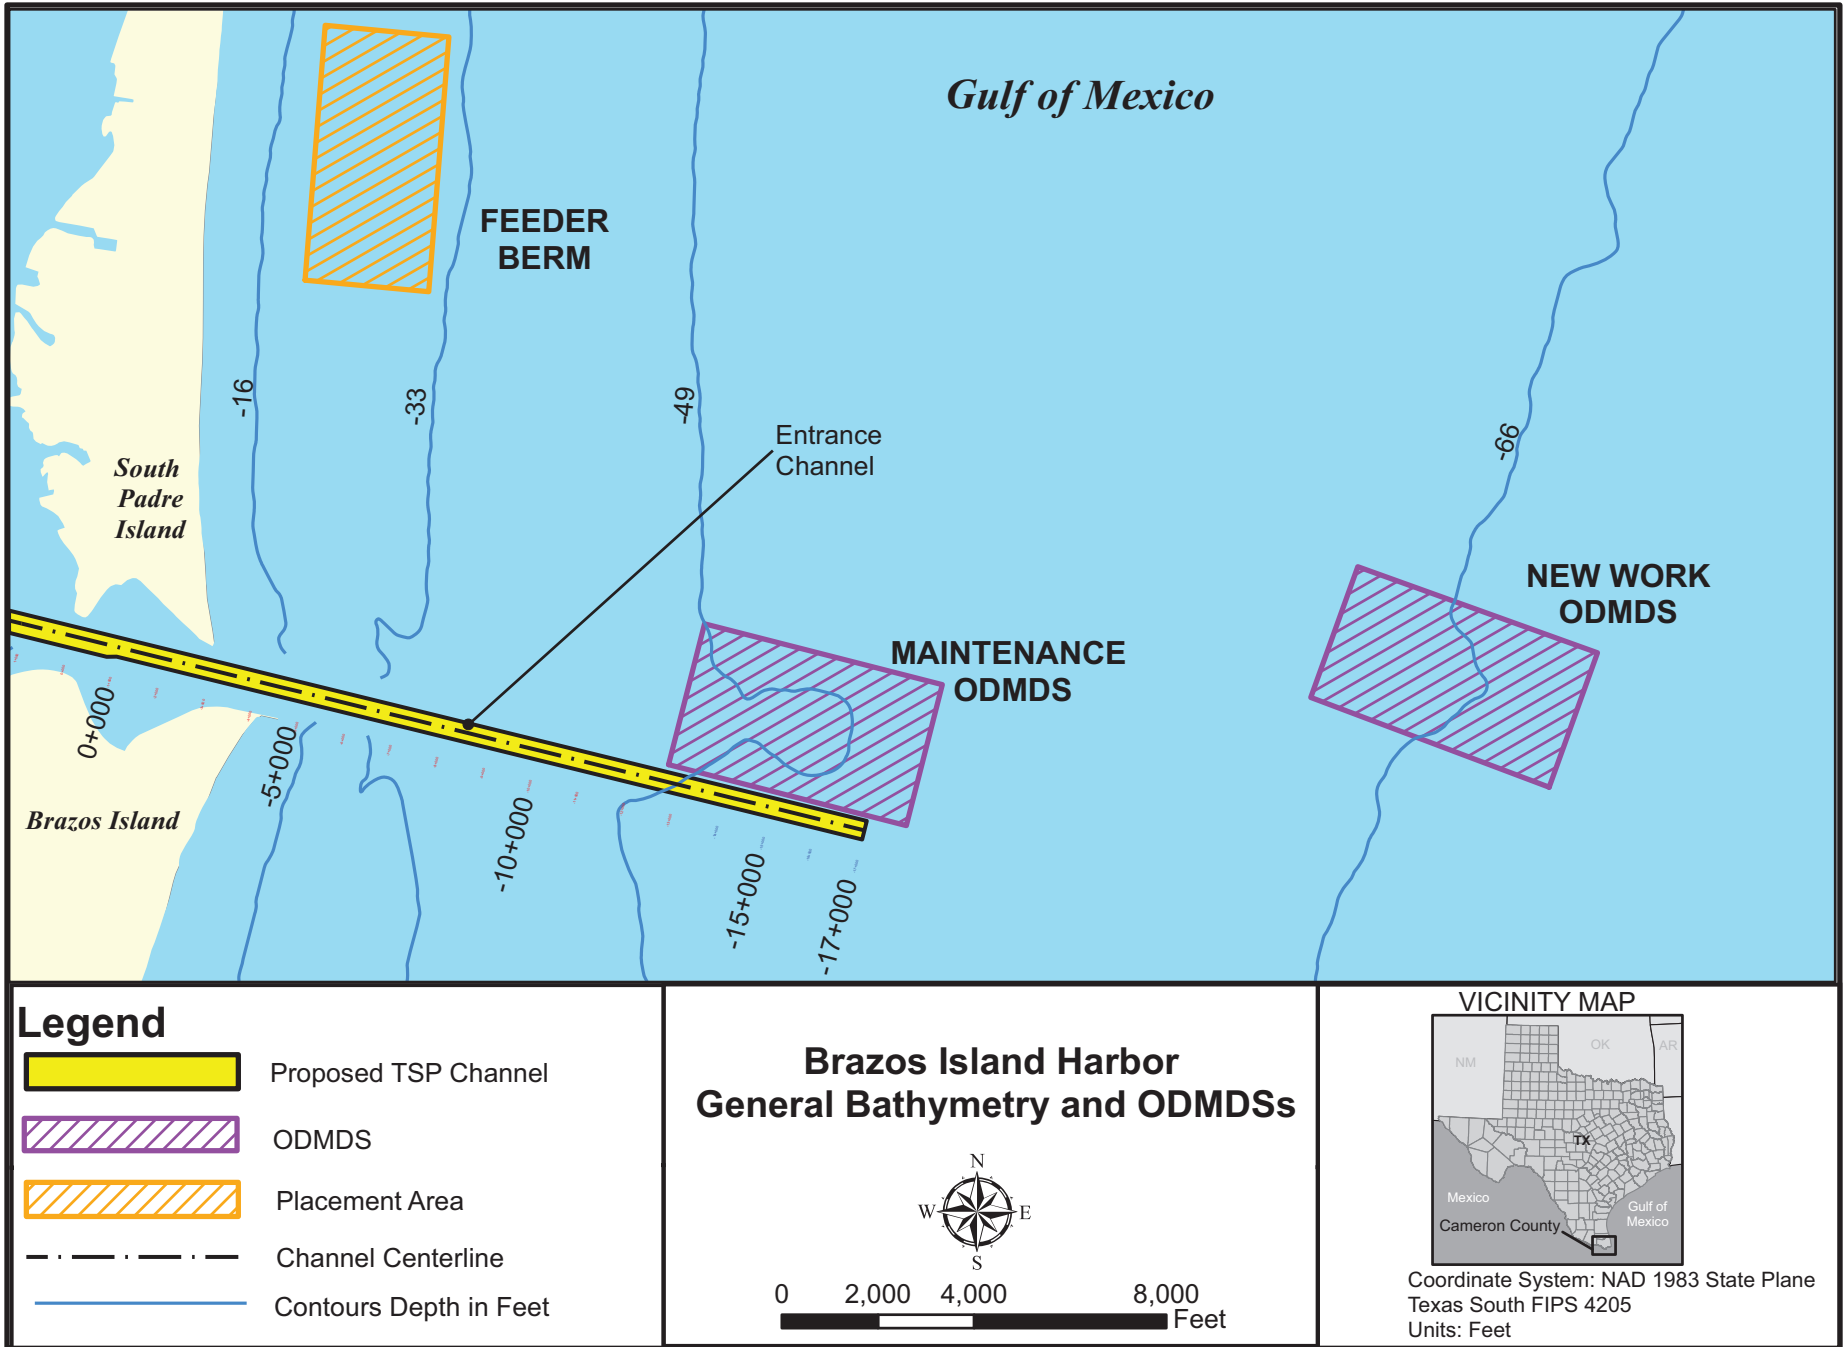 Gulf of Mexico
FEEDER
BERM
-16
-33
-49
-66
Entrance
Channel
South
Padre
Island
NEW WORK
ODMDS
MAINTENANCE
ODMDS
0+000
-5+000
-10+000
-15+000
-17+000
Brazos Island
Legend
Proposed TSP Channel
ODMDS
Placement Area
Channel Centerline
Contours Depth in Feet
Brazos Island Harbor
General Bathymetry and ODMDSs
N
W
E
S
0 2,000 4,000 8,000
Feet
VICINITY MAP
NM
OK
AR
TX
Mexico
Gulf of
Mexico
Cameron County
Coordinate System: NAD 1983 State Plane
Texas South FIPS 4205
Units: Feet